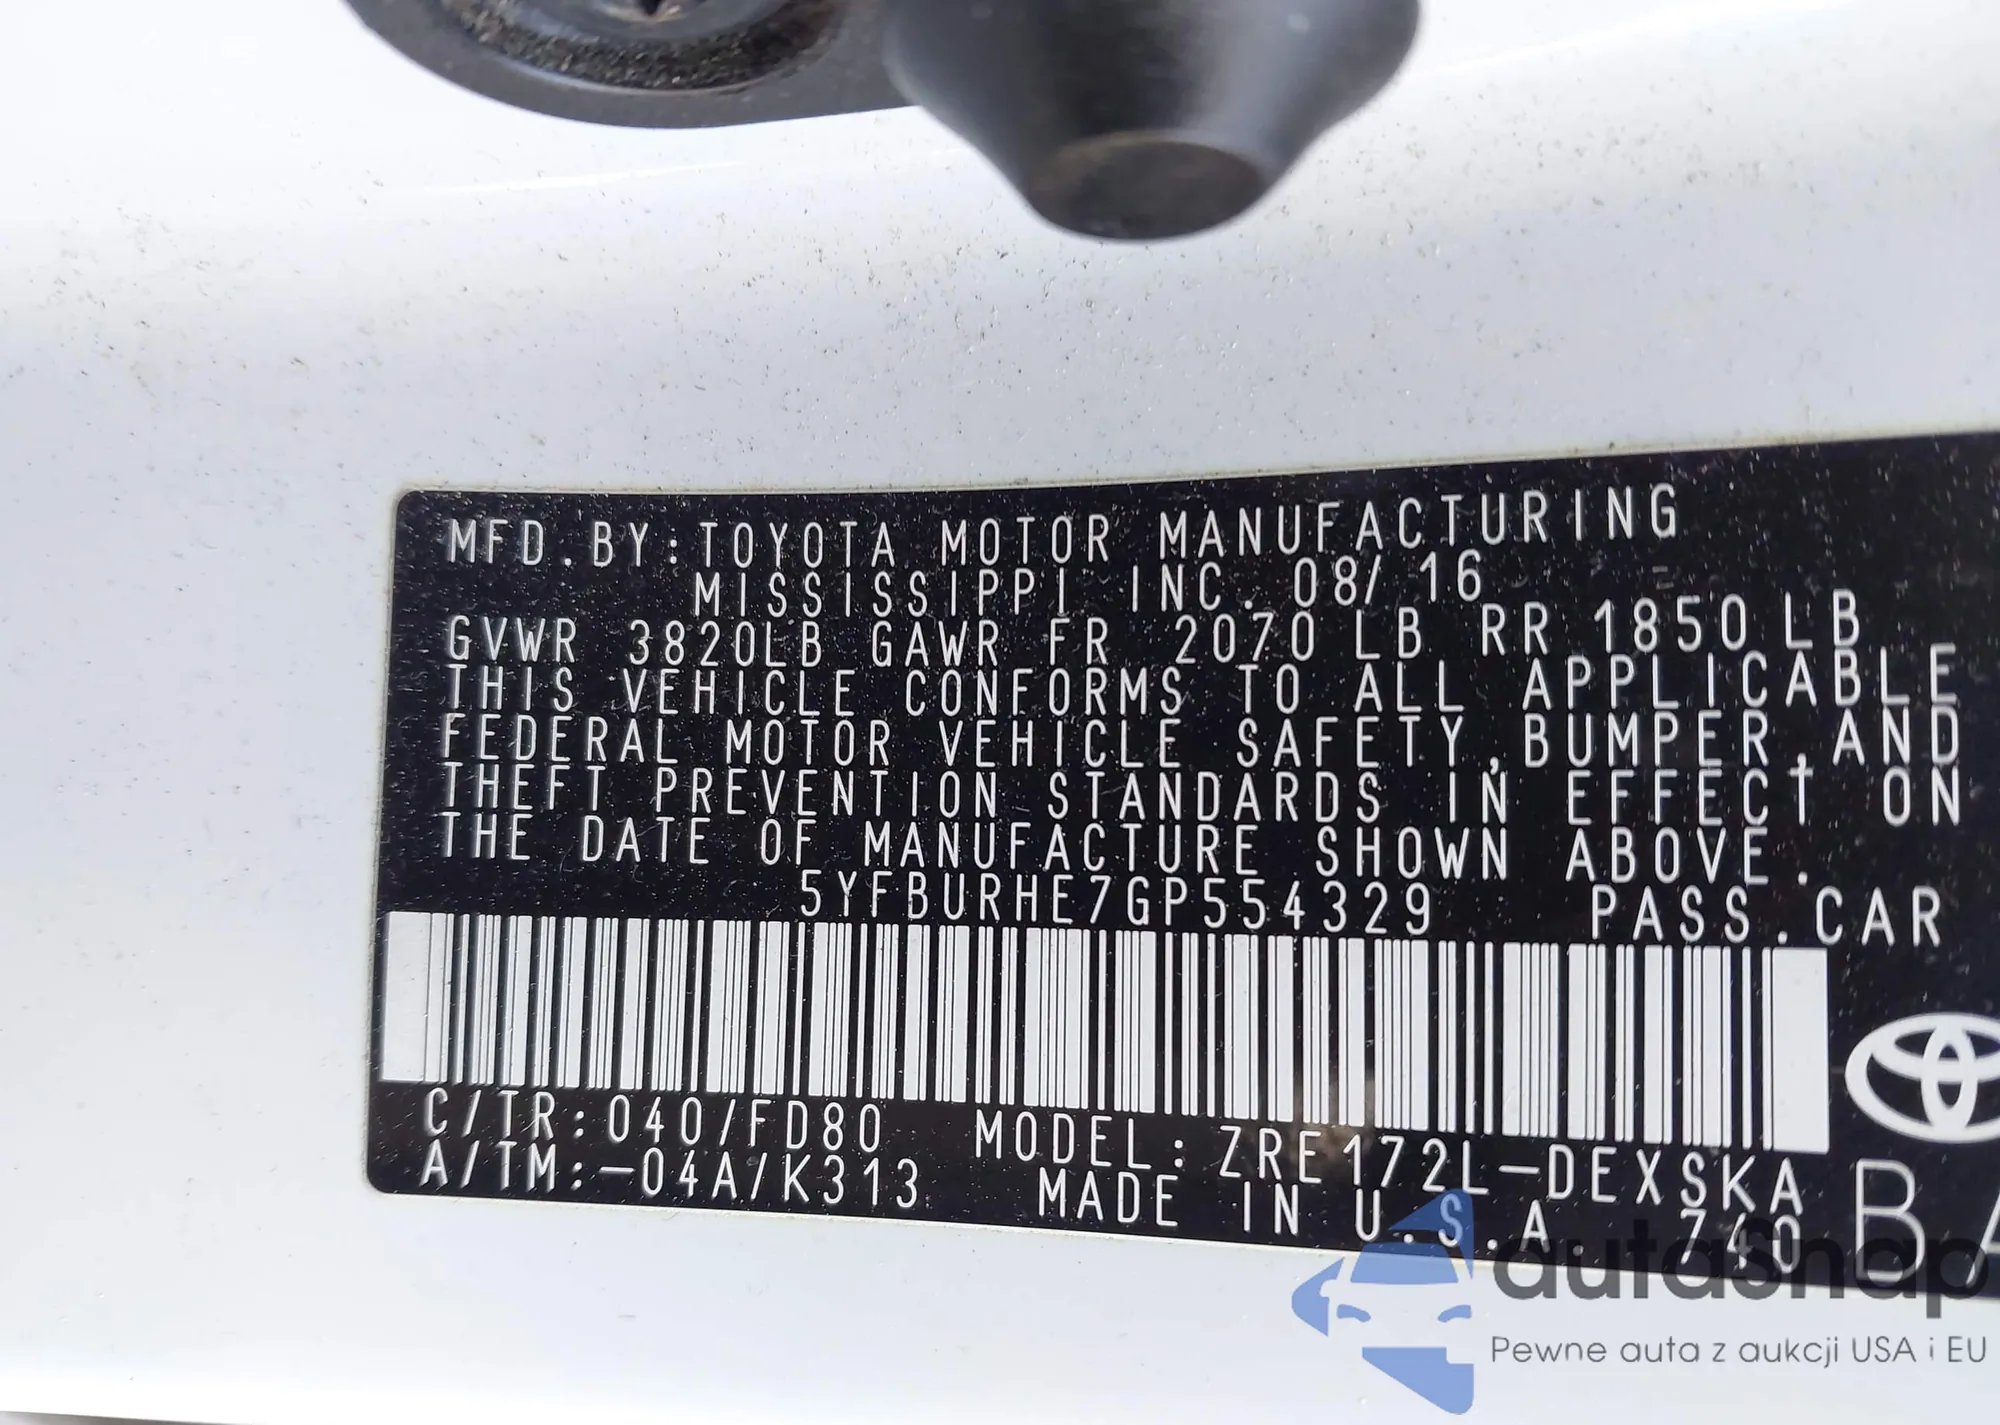 MFD.BY:TOYOTA MOTOR MANUFACTURING
MISSISSIPPI INC. 08/ 16
GVWR 3820LB GAWR FR 2070 LB RR 1850 LB
THIS VEHICLE CONFORMS TO ALL APPLICABLE
FEDERAL MOTOR VEHICLE SAFETY,BUMPER,AND
THEFT PREVENTION STANDARDS IN EFFECT ON
THE DATE OF MANUFACTURE SHOWN ABOVE.
5YFBURHE7GP554329 PASS.CAR
C/TR:040/FD80 MODEL:ZRE172L-DEXSKA
A/TM:-04A/K313 MADE IN U.S.A. 740
autaSnap
Pewne auta z aukcji USA i EU